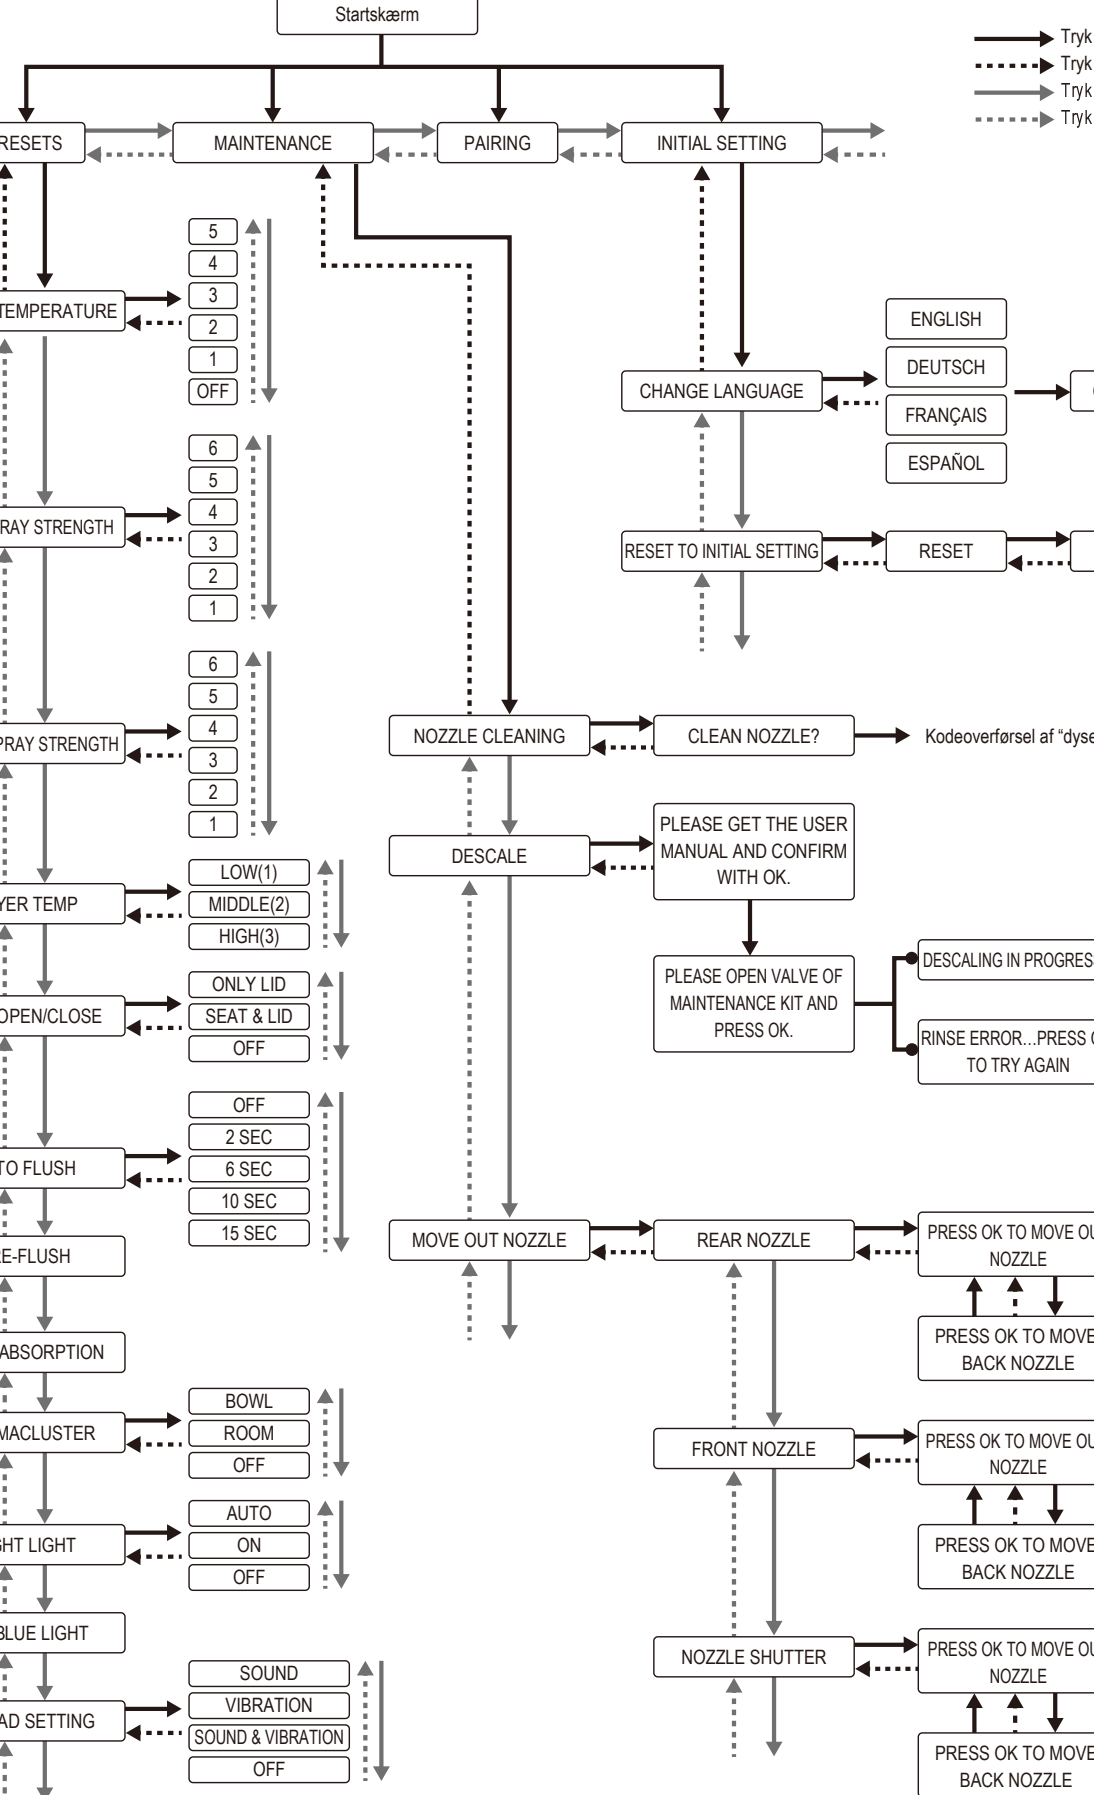 Startskærm
Tryk
Tryk
Tryk
Tryk
RESETS
MAINTENANCE
PAIRING
INITIAL SETTING
TEMPERATURE
5
4
3
2
1
OFF
RAY STRENGTH
6
5
4
3
2
1
PRAY STRENGTH
6
5
4
3
2
1
YER TEMP
LOW(1)
MIDDLE(2)
HIGH(3)
OPEN/CLOSE
ONLY LID
SEAT & LID
OFF
TO FLUSH
OFF
2 SEC
6 SEC
10 SEC
15 SEC
E-FLUSH
ABSORPTION
MACLUSTER
BOWL
ROOM
OFF
GHT LIGHT
AUTO
ON
OFF
BLUE LIGHT
AD SETTING
SOUND
VIBRATION
SOUND & VIBRATION
OFF
NOZZLE CLEANING
CLEAN NOZZLE?
Kodeoverførsel af “dyse
DESCALE
PLEASE GET THE USER
MANUAL AND CONFIRM
WITH OK.
PLEASE OPEN VALVE OF
MAINTENANCE KIT AND
PRESS OK.
DESCALING IN PROGRESS
RINSE ERROR...PRESS O
TO TRY AGAIN
MOVE OUT NOZZLE
REAR NOZZLE
PRESS OK TO MOVE OU
NOZZLE
PRESS OK TO MOVE
BACK NOZZLE
FRONT NOZZLE
PRESS OK TO MOVE OU
NOZZLE
PRESS OK TO MOVE
BACK NOZZLE
NOZZLE SHUTTER
PRESS OK TO MOVE OU
NOZZLE
PRESS OK TO MOVE
BACK NOZZLE
CHANGE LANGUAGE
ENGLISH
DEUTSCH
FRANÇAIS
ESPAÑOL
RESET TO INITIAL SETTING
RESET